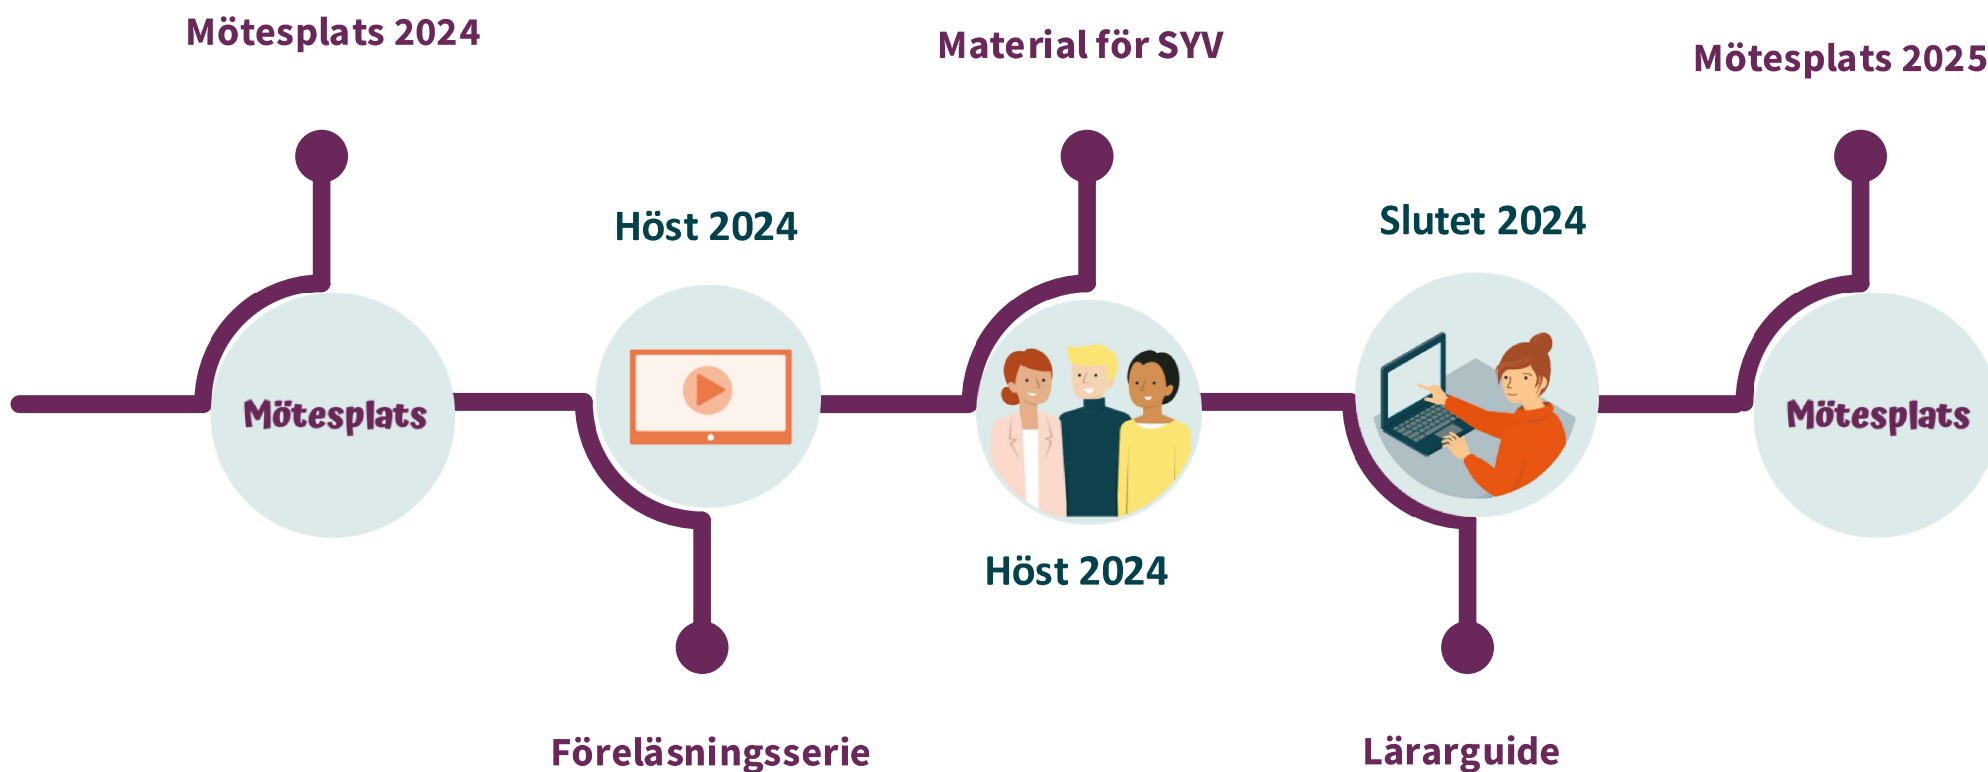 Mötesplats 2024
Mötesplats
Höst 2024
Föreläsningsserie
Material för SYV
Höst 2024
Slutet 2024
Lärarguide
Mötesplats 2025
Mötesplats